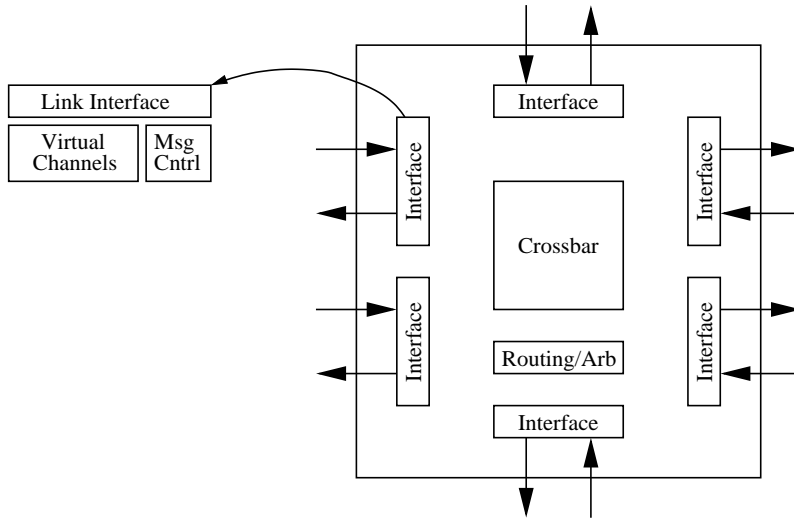 Interface
Link Interface
Virtual
Channels
Msg
Cntrl
Interface
Interface
Crossbar
Interface
Interface
Routing/Arb
Interface